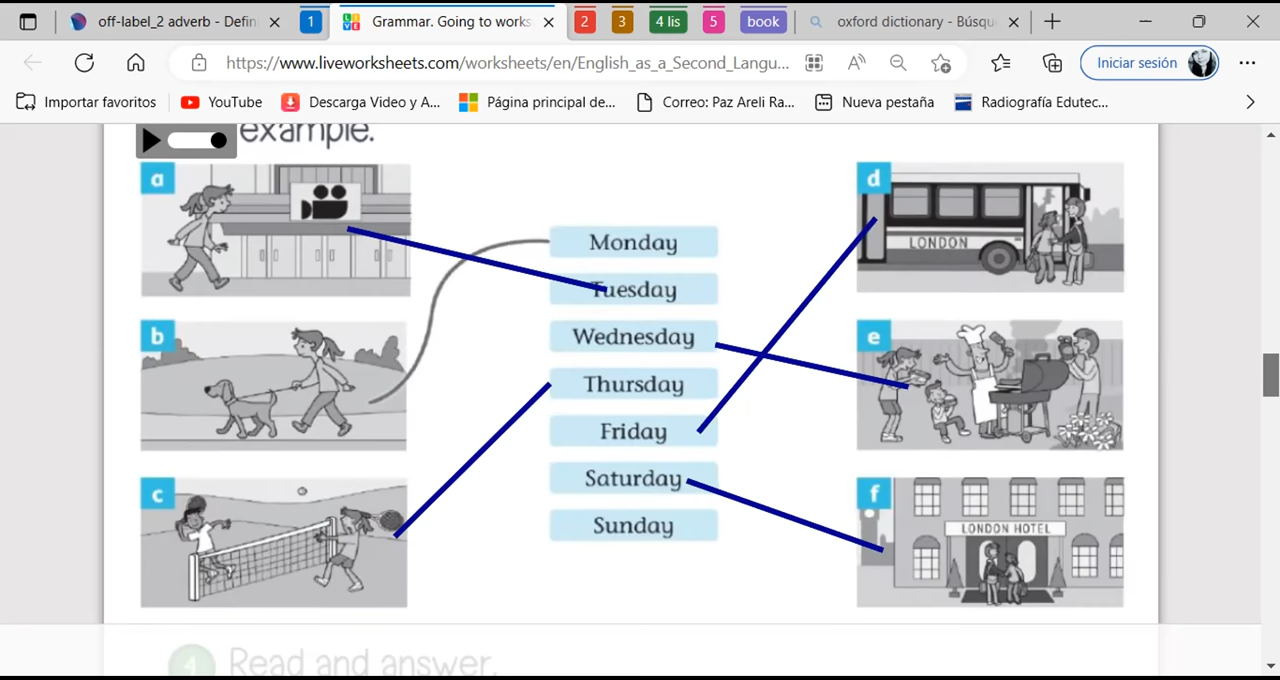 off-label_2 adverb - Defini
1
Grammar. Going to works
2
3
4 lis
5
book
oxford dictionary - Búsqu
https://www.liveworksheets.com/worksheets/en/English_as_a_Second_Langu...
Iniciar sesión
Importar favoritos
YouTube
Descarga Video y A...
Página principal de...
Correo: Paz Areli Ra...
Nueva pestaña
Radiografía Edutec...
example.
a
b
c
Monday
Tuesday
Wednesday
Thursday
Friday
Saturday
Sunday
d
LONDON
e
f
LONDON HOTEL
4 Read and answer.